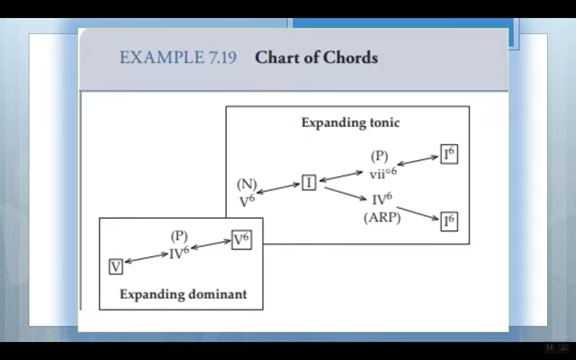 EXAMPLE 7.19 Chart of Chords
Expanding tonic
(P) I⁶
vii°⁶
(N) I
V⁶ IV⁶
(ARP) I⁶
(P) V⁶
IV⁶
V
Expanding dominant